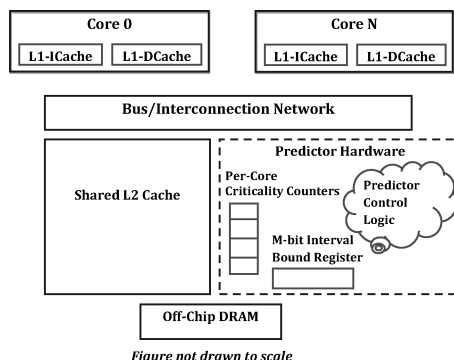 Core 0
L1-ICache
L1-DCache
Core N
L1-ICache
L1-DCache
Bus/Interconnection Network
Shared L2 Cache
Predictor Hardware
Per-Core
Criticality Counters
Predictor
Control
Logic
M-bit Interval
Bound Register
Off-Chip DRAM
Figure not drawn to scale